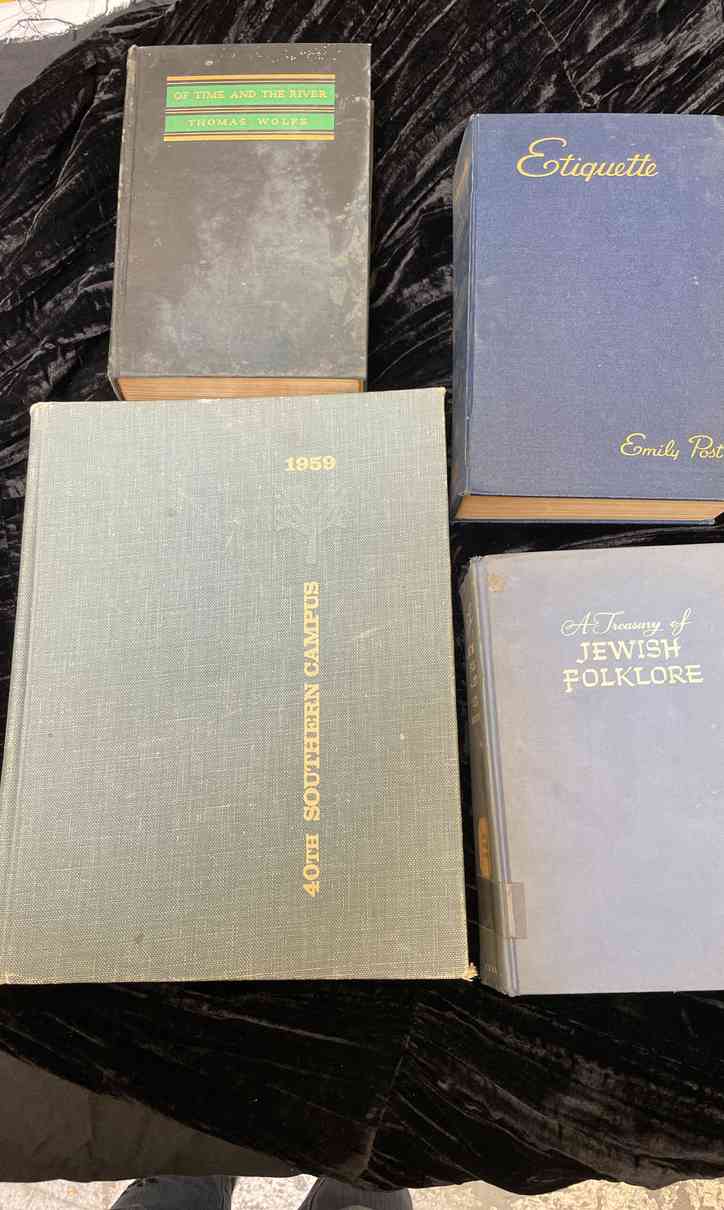 OF TIME AND THE RIVER
THOMAS WOLFE
Etiquette
Emily Post
1959
40TH SOUTHERN CAMPUS
A Treasury of
JEWISH
FOLKLORE